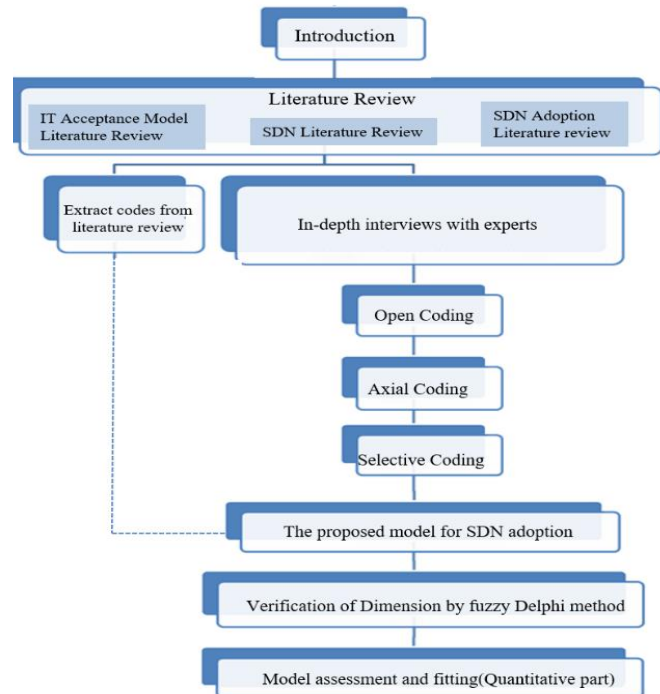 Introduction
Literature Review
IT Acceptance Model
Literature Review
SDN Literature Review
SDN Adoption
Literature review
Extract codes from
literature review
In-depth interviews with experts
Open Coding
Axial Coding
Selective Coding
The proposed model for SDN adoption
Verification of Dimension by fuzzy Delphi method
Model assessment and fitting(Quantitative part)